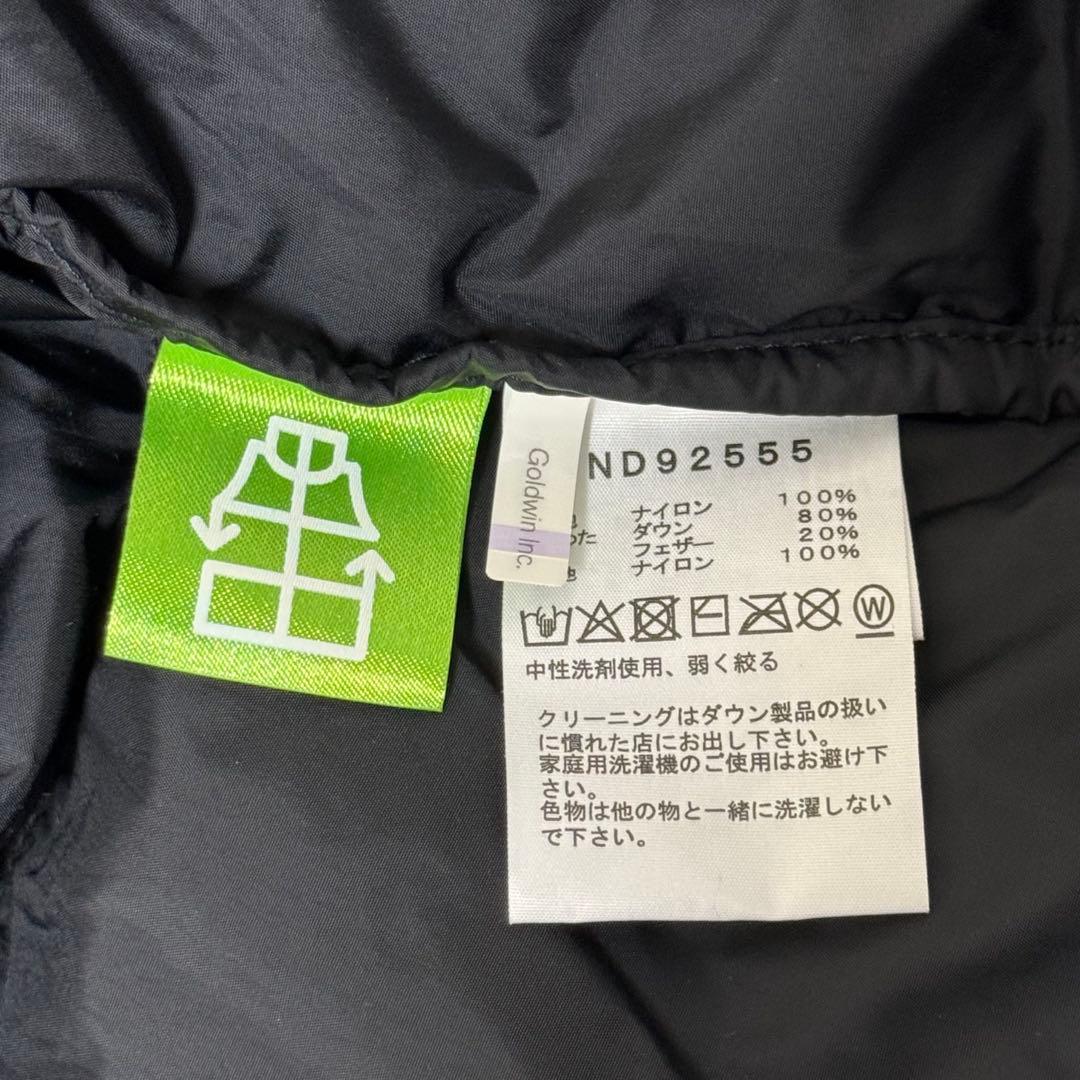 Goldwin Inc.
ND92555
ナイロン 100%
ダウン 80%
フェザー 20%
ナイロン 100%
W
中性洗剤使用、弱く絞る
クリーニングはダウン製品の扱い
に慣れた店にお出し下さい。
家庭用洗濯機のご使用はお避け下
さい。
色物は他の物と一緒に洗濯しない
で下さい。